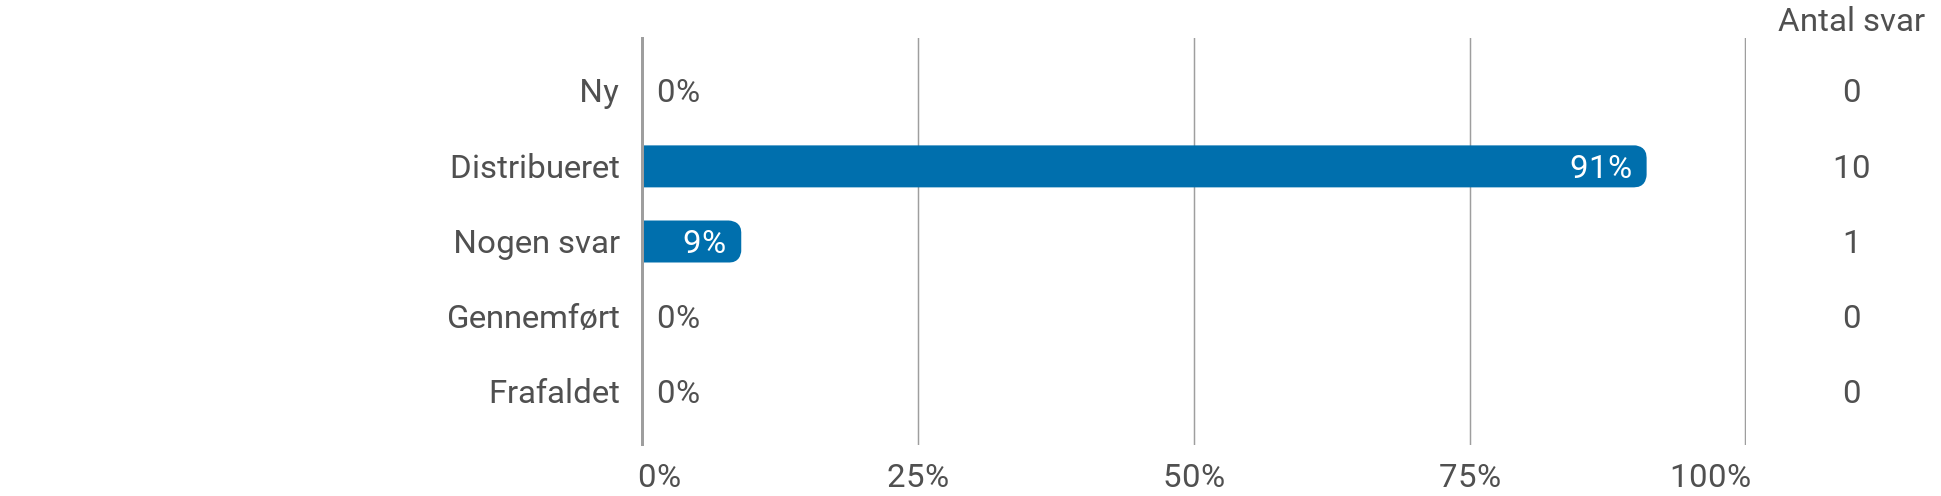 Antal svar
Ny 0% 0
Distribueret 91% 10
Nogen svar 9% 1
Gennemført 0% 0
Frafaldet 0% 0
0% 25% 50% 75% 100%